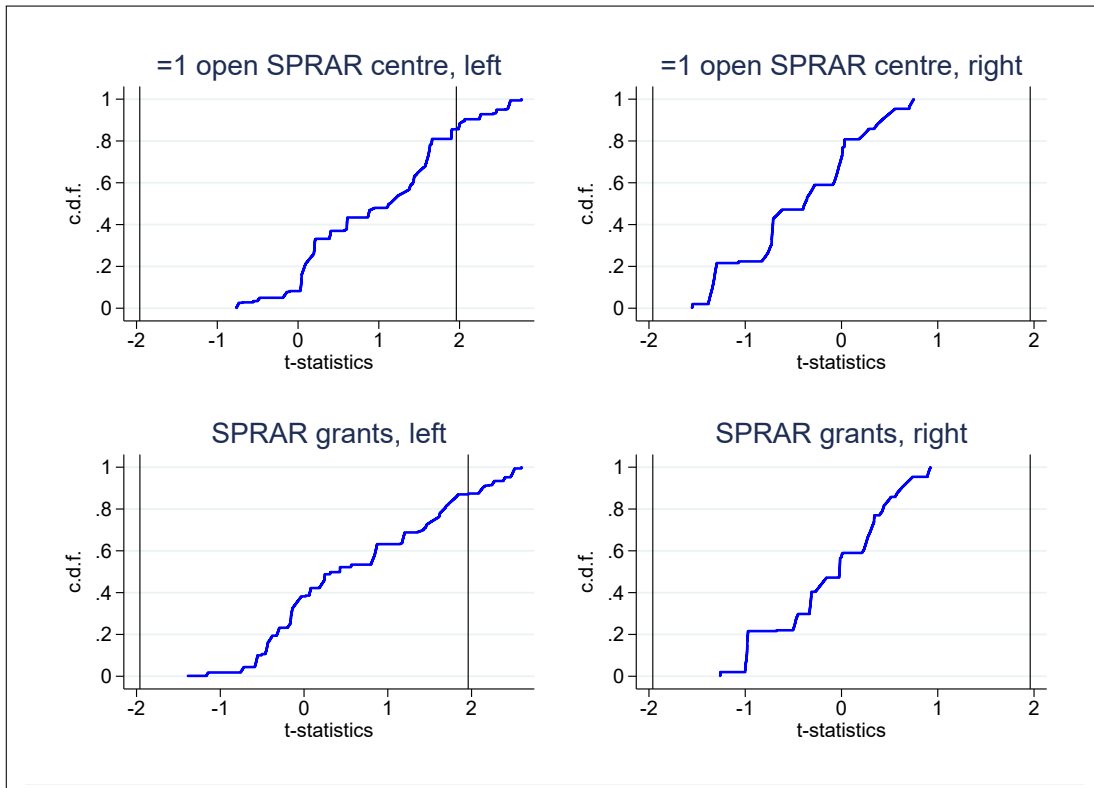 =1 open SPRAR centre, left
1
.8
.6
.4
.2
0
c.d.f.
-2 -1 0 1 2
t-statistics
=1 open SPRAR centre, right
1
.8
.6
.4
.2
0
c.d.f.
-2 -1 0 1 2
t-statistics
SPRAR grants, left
1
.8
.6
.4
.2
0
c.d.f.
-2 -1 0 1 2
t-statistics
SPRAR grants, right
1
.8
.6
.4
.2
0
c.d.f.
-2 -1 0 1 2
t-statistics